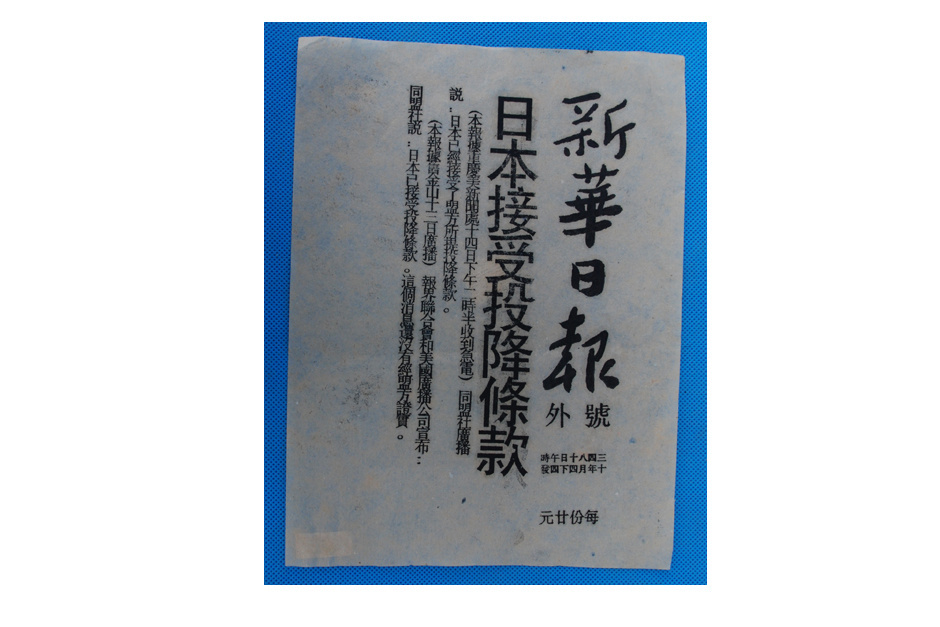 新華日報
號外
三十四年八月十四日下午四時發
每份廿元
日本接受投降條款
（本報據重慶美新聞處十四日下午二時半收到急電）同盟社廣播
說：日本已經接受了盟方所提投降條款。
（本報據舊金山十三日廣播）報界聯合會和美國廣播公司宣布：
同盟社說：日本已接受投降條款。這個消息還沒有經盟方證實。